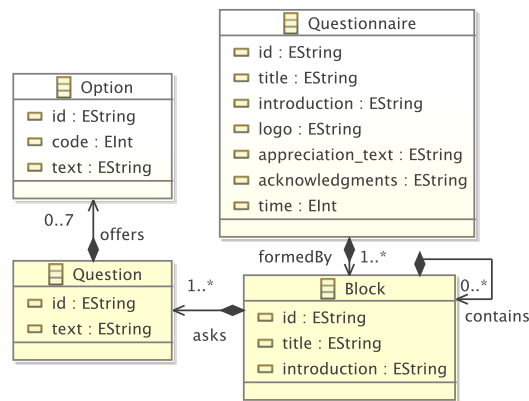 Questionnaire
id : EString
title : EString
introduction : EString
logo : EString
appreciation_text : EString
acknowledgments : EString
time : EInt
Option
id : EString
code : EInt
text : EString
0..7
offers
formedBy
1..*
Question
id : EString
text : EString
1..*
asks
Block
id : EString
title : EString
introduction : EString
0..*
contains